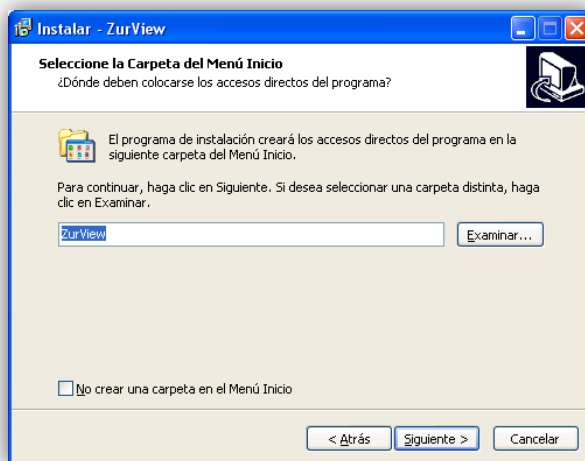 Instalar - ZurView
Seleccione la Carpeta del Menú Inicio
¿Dónde deben colocarse los accesos directos del programa?
El programa de instalación creará los accesos directos del programa en la
siguiente carpeta del Menú Inicio.
Para continuar, haga clic en Siguiente. Si desea seleccionar una carpeta distinta, haga
clic en Examinar.
ZurView
Examinar...
No crear una carpeta en el Menú Inicio
< Atrás
Siguiente >
Cancelar